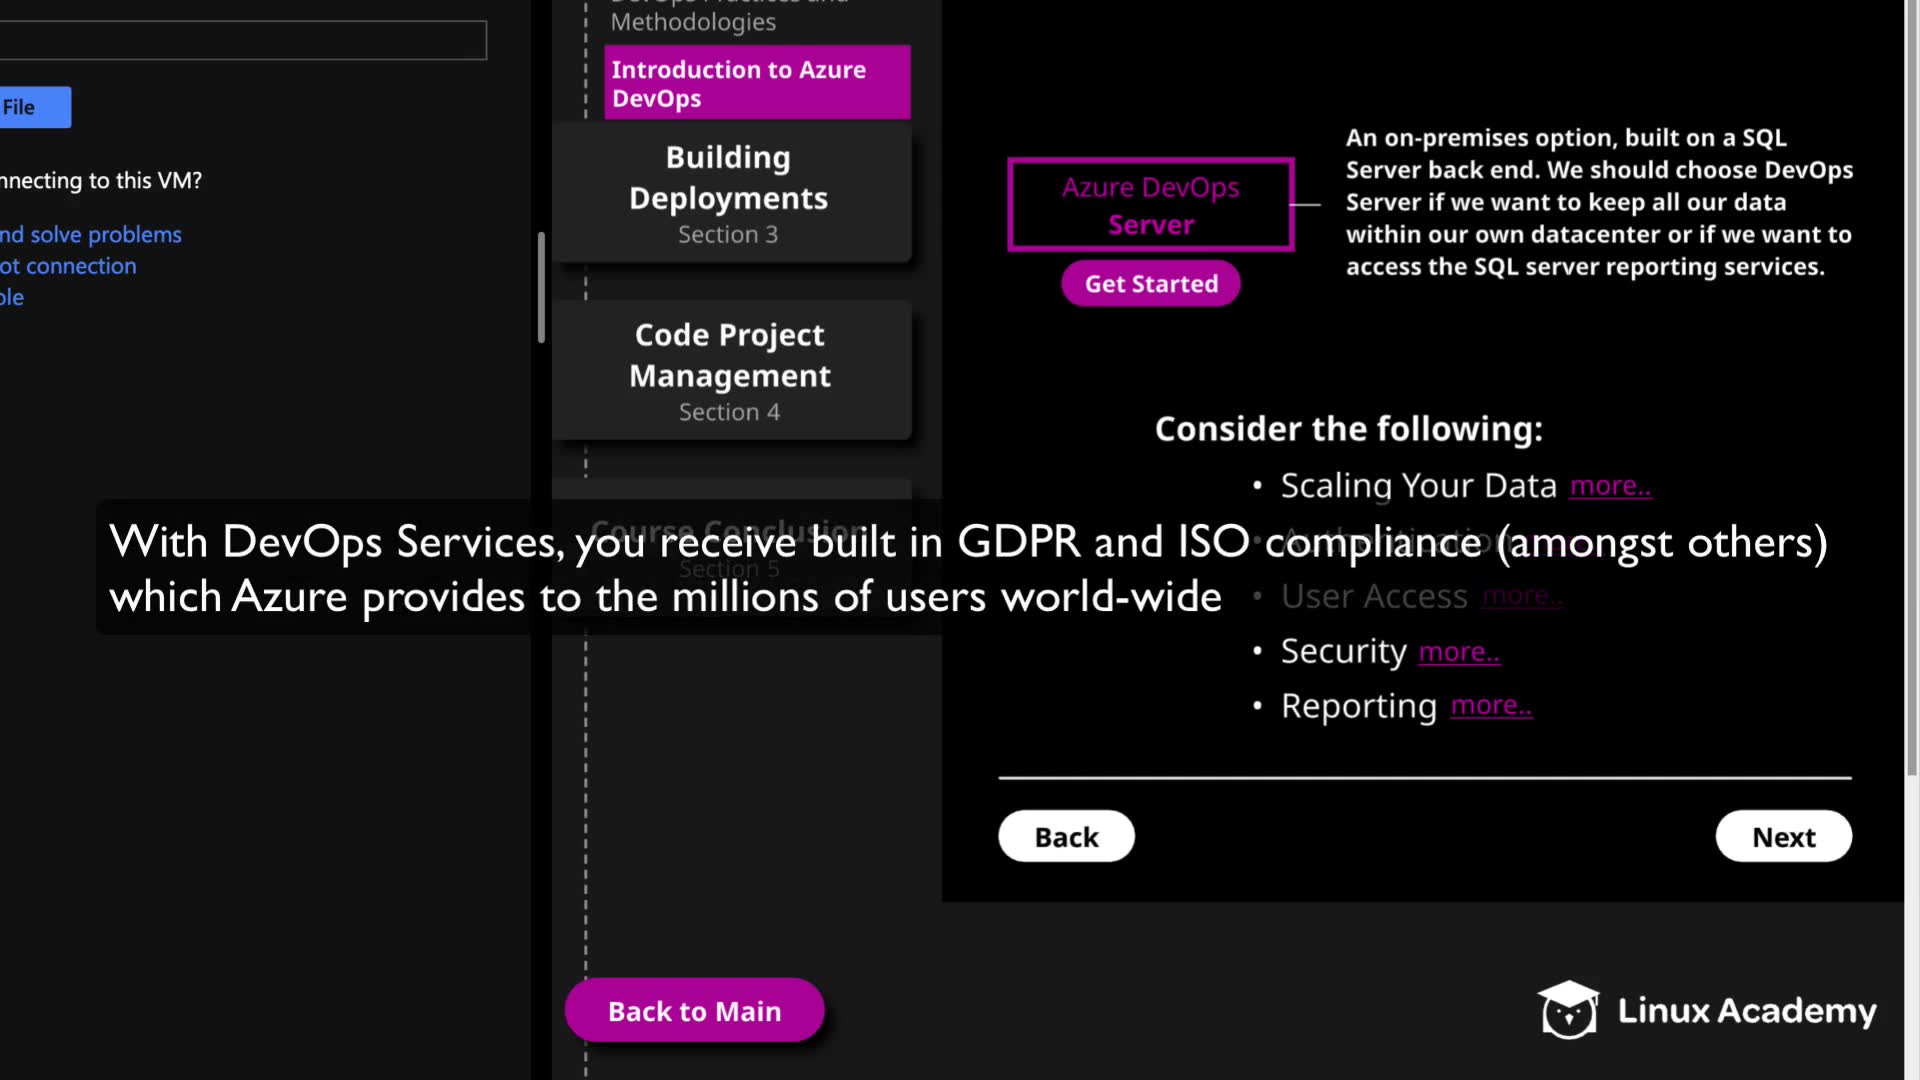 File
nnecting to this VM?
nd solve problems
ot connection
ole
Methodologies
Introduction to Azure
DevOps
Building
Deployments
Section 3
Code Project
Management
Section 4
Course Conclusion
Section 5
Back to Main
Azure DevOps
Server
Get Started
An on-premises option, built on a SQL
Server back end. We should choose DevOps
Server if we want to keep all our data
within our own datacenter or if we want to
access the SQL server reporting services.
Consider the following:
• Scaling Your Data more..
• Authentication
• User Access more..
• Security more..
• Reporting more..
With DevOps Services, you receive built in GDPR and ISO compliance (amongst others)
which Azure provides to the millions of users world-wide
Back
Next
Linux Academy